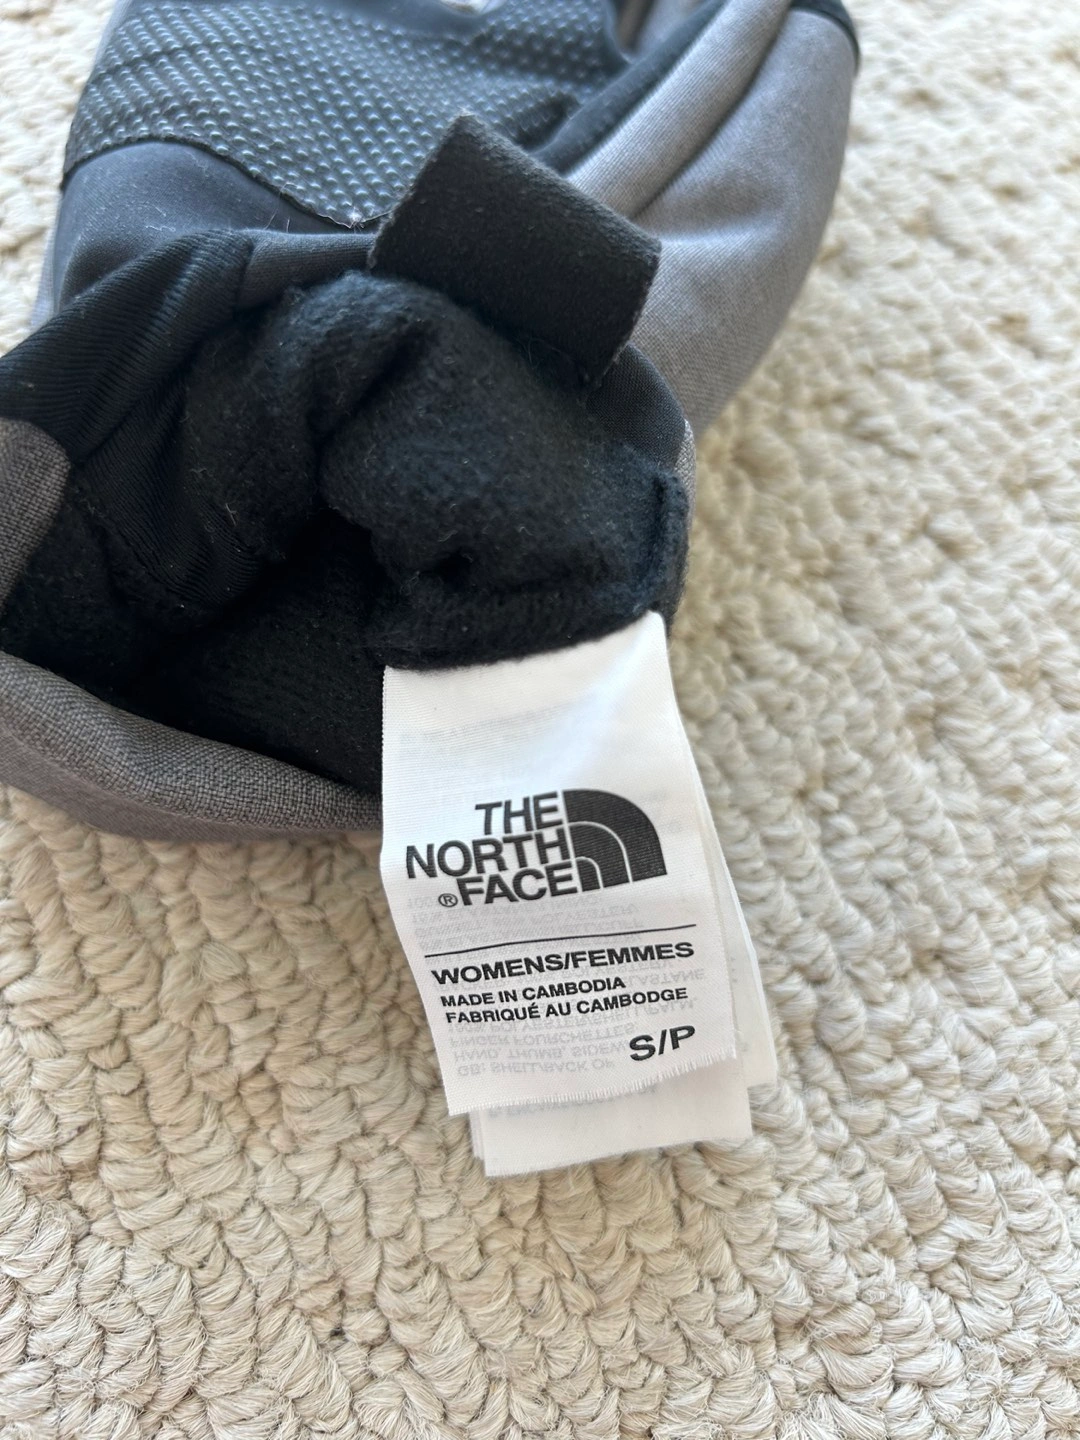 THE
NORTH
®FACE
WOMENS/FEMMES
MADE IN CAMBODIA
FABRIQUÉ AU CAMBODGE
S/P